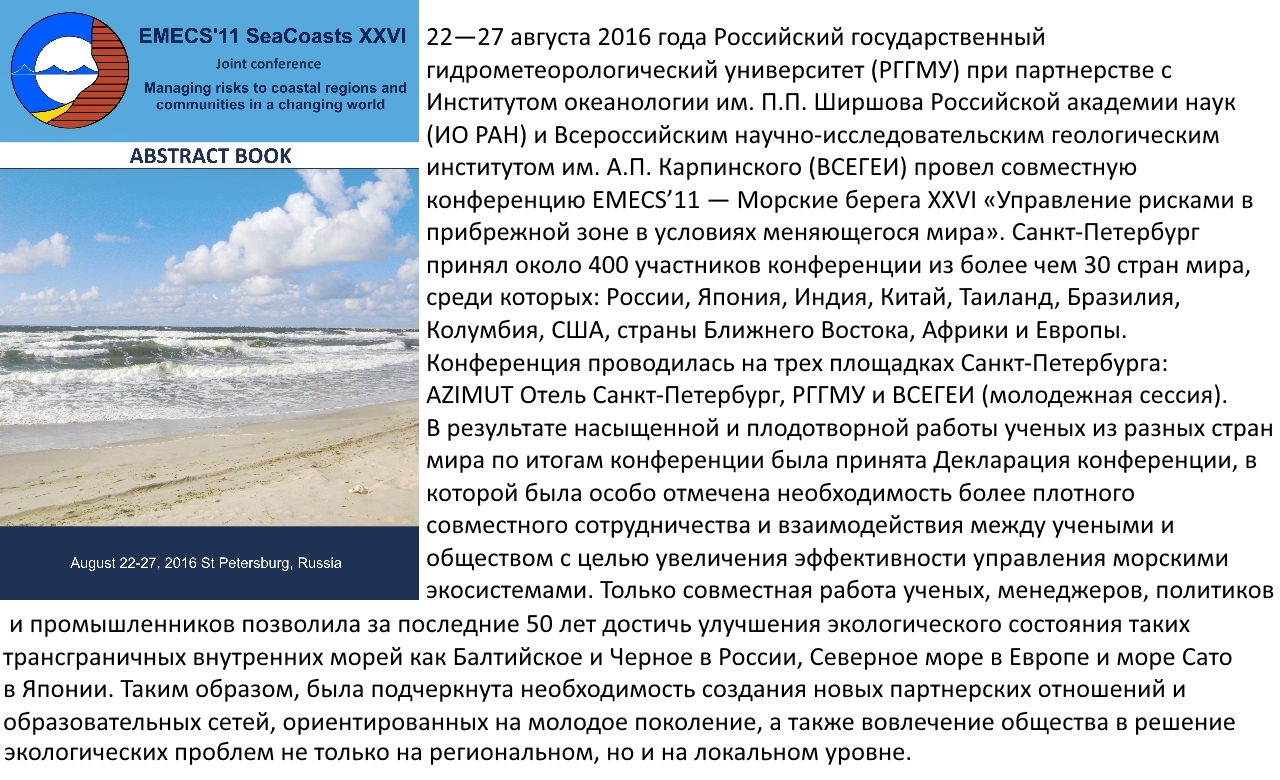 EMECS'11 SeaCoasts XXVI
Joint conference
Managing risks to coastal regions and
communities in a changing world
ABSTRACT BOOK
August 22-27, 2016 St Petersburg, Russia
22—27 августа 2016 года Российский государственный
гидрометеорологический университет (РГГМУ) при партнерстве с
Институтом океанологии им. П.П. Ширшова Российской академии наук
(ИО РАН) и Всероссийским научно-исследовательским геологическим
институтом им. А.П. Карпинского (ВСЕГЕИ) провел совместную
конференцию EMECS’11 — Морские берега XXVI «Управление рисками в
прибрежной зоне в условиях меняющегося мира». Санкт-Петербург
принял около 400 участников конференции из более чем 30 стран мира,
среди которых: России, Япония, Индия, Китай, Таиланд, Бразилия,
Колумбия, США, страны Ближнего Востока, Африки и Европы.
Конференция проводилась на трех площадках Санкт-Петербурга:
AZIMUT Отель Санкт-Петербург, РГГМУ и ВСЕГЕИ (молодежная сессия).
В результате насыщенной и плодотворной работы ученых из разных стран
мира по итогам конференции была принята Декларация конференции, в
которой была особо отмечена необходимость более плотного
совместного сотрудничества и взаимодействия между учеными и
обществом с целью увеличения эффективности управления морскими
экосистемами. Только совместная работа ученых, менеджеров, политиков
и промышленников позволила за последние 50 лет достичь улучшения экологического состояния таких
трансграничных внутренних морей как Балтийское и Черное в России, Северное море в Европе и море Сато
в Японии. Таким образом, была подчеркнута необходимость создания новых партнерских отношений и
образовательных сетей, ориентированных на молодое поколение, а также вовлечение общества в решение
экологических проблем не только на региональном, но и на локальном уровне.